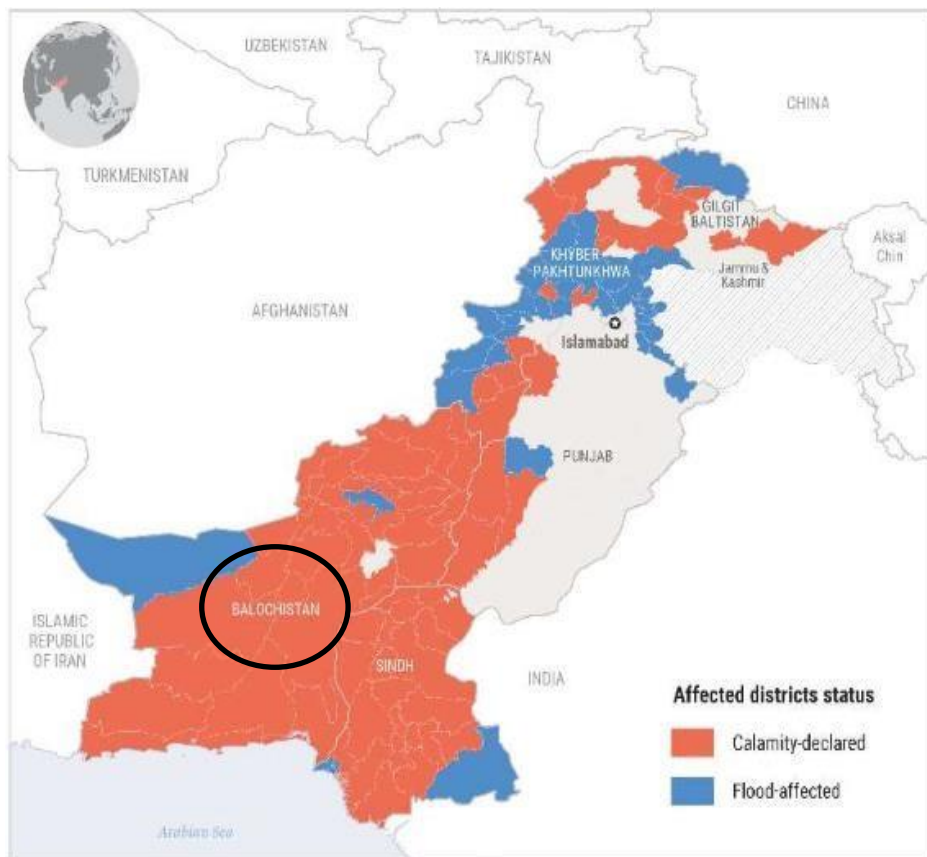 UZBEKISTAN
TAJIKISTAN
CHINA
TURKMENISTAN
GILGIT
BALTISTAN
Aksai
Chin
KHYBER
PAKHTUNKHWA
Jammu &
Kashmir
AFGHANISTAN
Islamabad
PUNJAB
BALOCHISTAN
ISLAMIC
REPUBLIC
OF IRAN
SINDH
INDIA
Affected districts status
Calamity-declared
Flood-affected
Arabian Sea